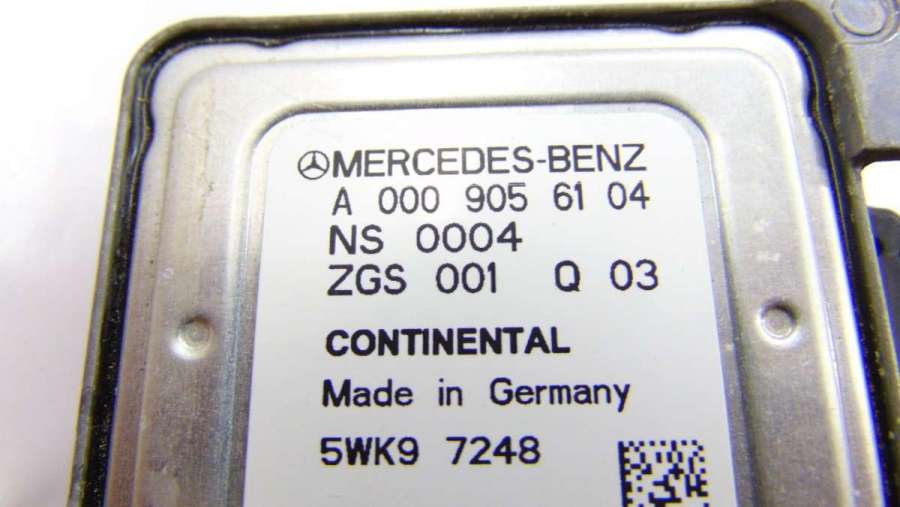 MERCEDES-BENZ
A 000 905 61 04
NS 0004
ZGS 001 Q 03
CONTINENTAL
Made in Germany
5WK9 7248